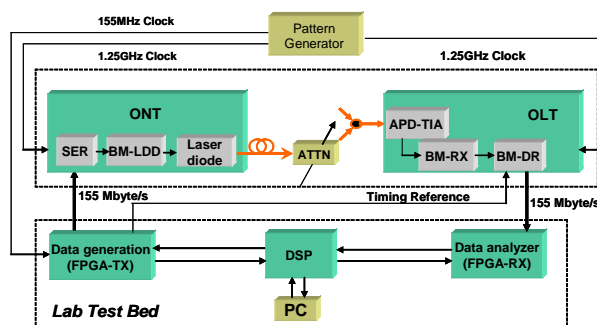 Pattern
Generator
155MHz Clock
1.25GHz Clock
1.25GHz Clock
ONT
OLT
SER
BM-LDD
Laser
diode
ATTN
APD-TIA
BM-RX
BM-DR
155 Mbyte/s
Timing Reference
155 Mbyte/s
Data generation
(FPGA-TX)
DSP
Data analyzer
(FPGA-RX)
PC
Lab Test Bed